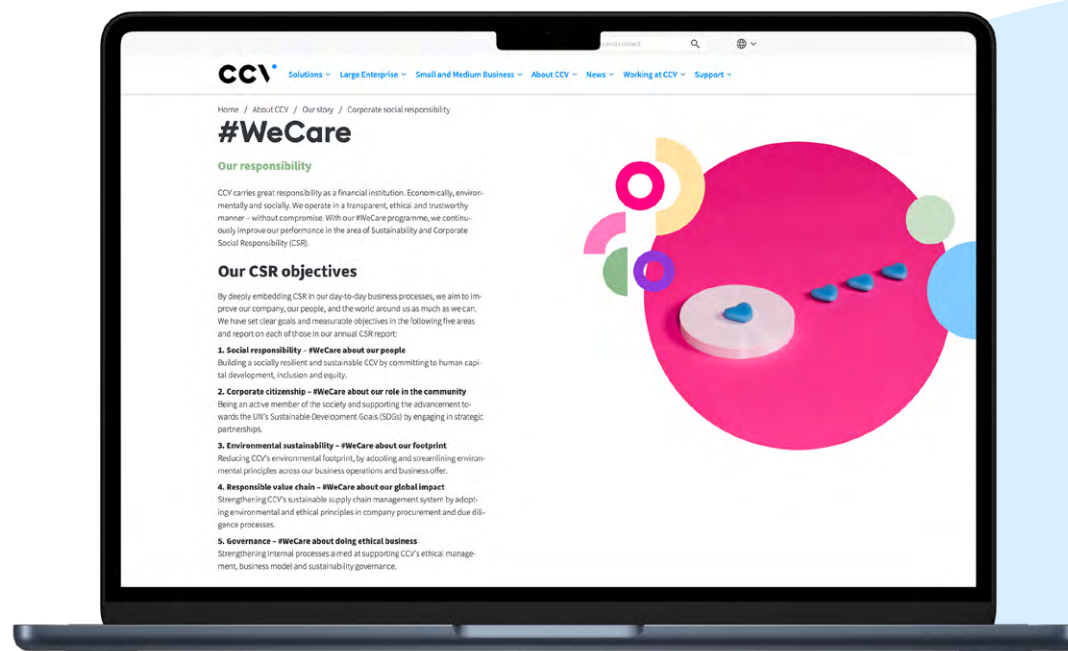 CCV
Solutions Large Enterprise Small and Medium Business About CCV News Working at CCV Support
Home / About CCV / Our story / Corporate social responsibility
#WeCare
Our responsibility
CCV carries great responsibility as a financial institution. Economically, environ-
mentally and socially. We operate in a transparent, ethical and trustworthy
manner – without compromise. With our #WeCare programme, we continu-
ously improve our performance in the area of Sustainability and Corporate
Social Responsibility (CSR).
Our CSR objectives
By deeply embedding CSR in our day-to-day business processes, we aim to im-
prove our company, our people, and the world around us as much as we can.
We have set clear goals and measurable objectives in the following five areas
and report on each of those in our annual CSR report:
1. Social responsibility – #WeCare about our people
Building a socially resilient and sustainable CCV by committing to human capi-
tal development, inclusion and equity.
2. Corporate citizenship – #WeCare about our role in the community
Being an active member of the society and supporting the advancement to-
wards the UN's Sustainable Development Goals (SDGs) by engaging in strategic
partnerships.
3. Environmental sustainability – #WeCare about our footprint
Reducing CCV's environmental footprint, by adopting and streamlining environ-
mental principles across our business operations and business offer.
4. Responsible value chain – #WeCare about our global impact
Strengthening CCV's sustainable supply chain management system by adopt-
ing environmental and ethical principles in company procurement and due dili-
gence processes.
5. Governance – #WeCare about doing ethical business
Strengthening internal processes aimed at supporting CCV's ethical manage-
ment, business model and sustainability governance.